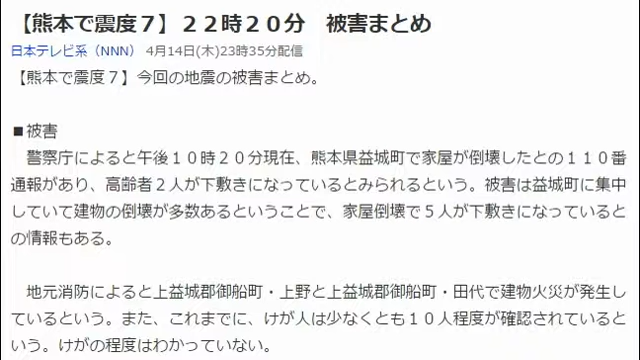 【熊本で震度７】２２時２０分　被害まとめ
日本テレビ系（NNN） 4月14日(木)23時35分配信
【熊本で震度７】今回の地震の被害まとめ。
■被害
　警察庁によると午後１０時２０分現在、熊本県益城町で家屋が倒壊したとの１１０番
通報があり、高齢者２人が下敷きになっているとみられるという。被害は益城町に集中
していて建物の倒壊が多数あるということで、家屋倒壊で５人が下敷きになっていると
の情報もある。
　地元消防によると上益城郡御船町・上野と上益城郡御船町・田代で建物火災が発生し
ているという。また、これまでに、けが人は少なくとも１０人程度が確認されていると
いう。けがの程度はわかっていない。